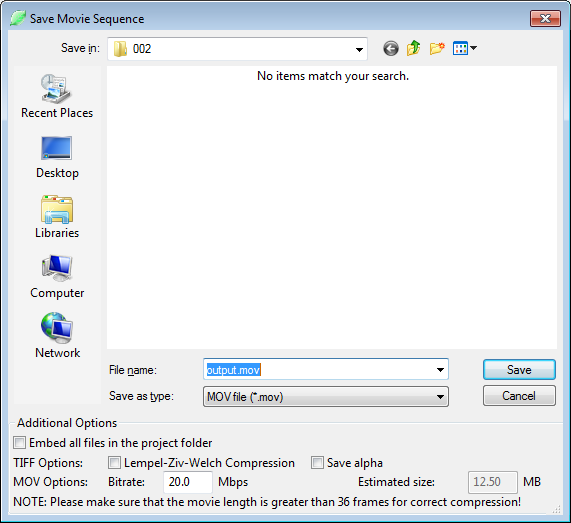 Save Movie Sequence
Save in: 002
No items match your search.
Recent Places
Desktop
Libraries
Computer
Network
File name: output.mov Save
Save as type: MOV file (*.mov) Cancel
Additional Options
Embed all files in the project folder
TIFF Options: Lempel-Ziv-Welch Compression Save alpha
MOV Options: Bitrate: 20.0 Mbps Estimated size: 12.50 MB
NOTE: Please make sure that the movie length is greater than 36 frames for correct compression!